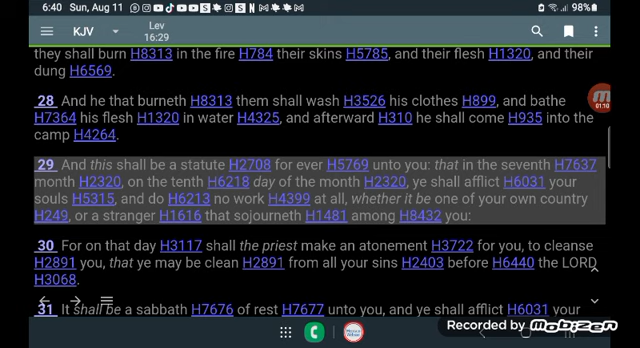 6:40 Sun, Aug 11 98%
KJV Lev
16:29
they shall burn H8313 in the fire H784 their skins H5785, and their flesh H1320, and their
dung H6569.
28 And he that burneth H8313 them shall wash H3526 his clothes H899, and bathe
H7364 his flesh H1320 in water H4325, and afterward H310 he shall come H935 into the
camp H4264.
29 And this shall be a statute H2708 for ever H5769 unto you: that in the seventh H7637
month H2320, on the tenth H6218 day of the month H2320, ye shall afflict H6031 your
souls H5315, and do H6213 no work H4399 at all, whether it be one of your own country
H249, or a stranger H1616 that sojourneth H1481 among H8432 you:
30 For on that day H3117 shall the priest make an atonement H3722 for you, to cleanse
H2891 you, that ye may be clean H2891 from all your sins H2403 before H6440 the LORD
H3068.
31 It shall be a sabbath H7676 of rest H7677 unto you, and ye shall afflict H6031 your
Recorded by Mobizen